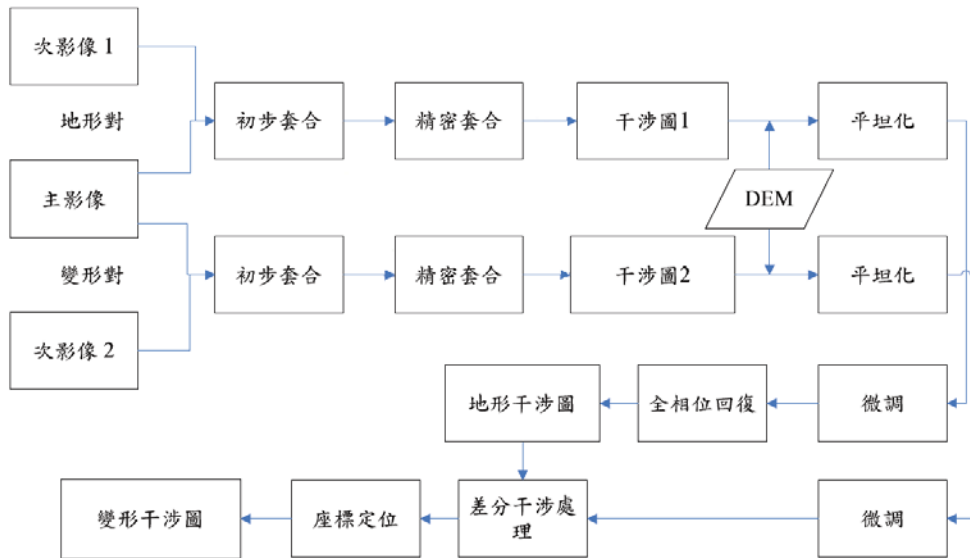 次影像 1
地形對
初步套合
精密套合
干涉圖1
平坦化
主影像
DEM
變形對
初步套合
精密套合
干涉圖2
平坦化
次影像 2
地形干涉圖
全相位回復
微調
變形干涉圖
座標定位
差分干涉處
理
微調